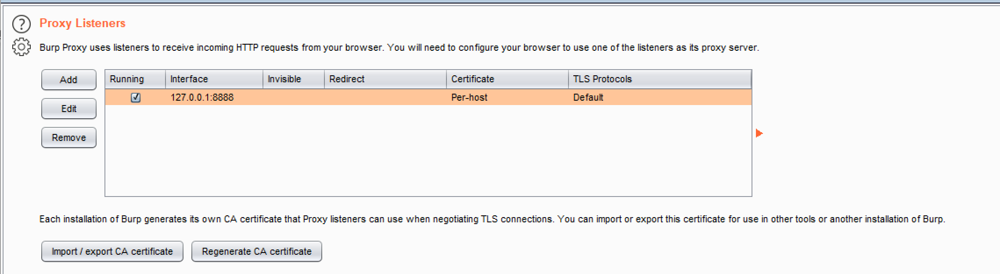 Proxy Listeners
Burp Proxy uses listeners to receive incoming HTTP requests from your browser. You will need to configure your browser to use one of the listeners as its proxy server.
Add
Edit
Remove
Running Interface Invisible Redirect Certificate TLS Protocols
127.0.0.1:8888 Per-host Default
Each installation of Burp generates its own CA certificate that Proxy listeners can use when negotiating TLS connections. You can import or export this certificate for use in other tools or another installation of Burp.
Import / export CA certificate Regenerate CA certificate